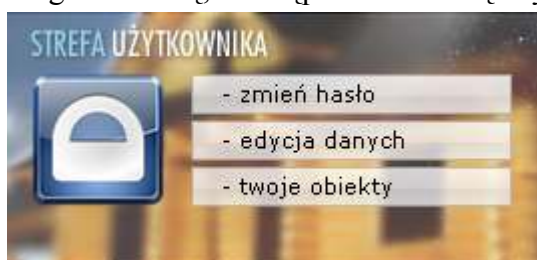 STREFA UŻYTKOWNIKA
- zmień hasło
- edycja danych
- twoje obiekty